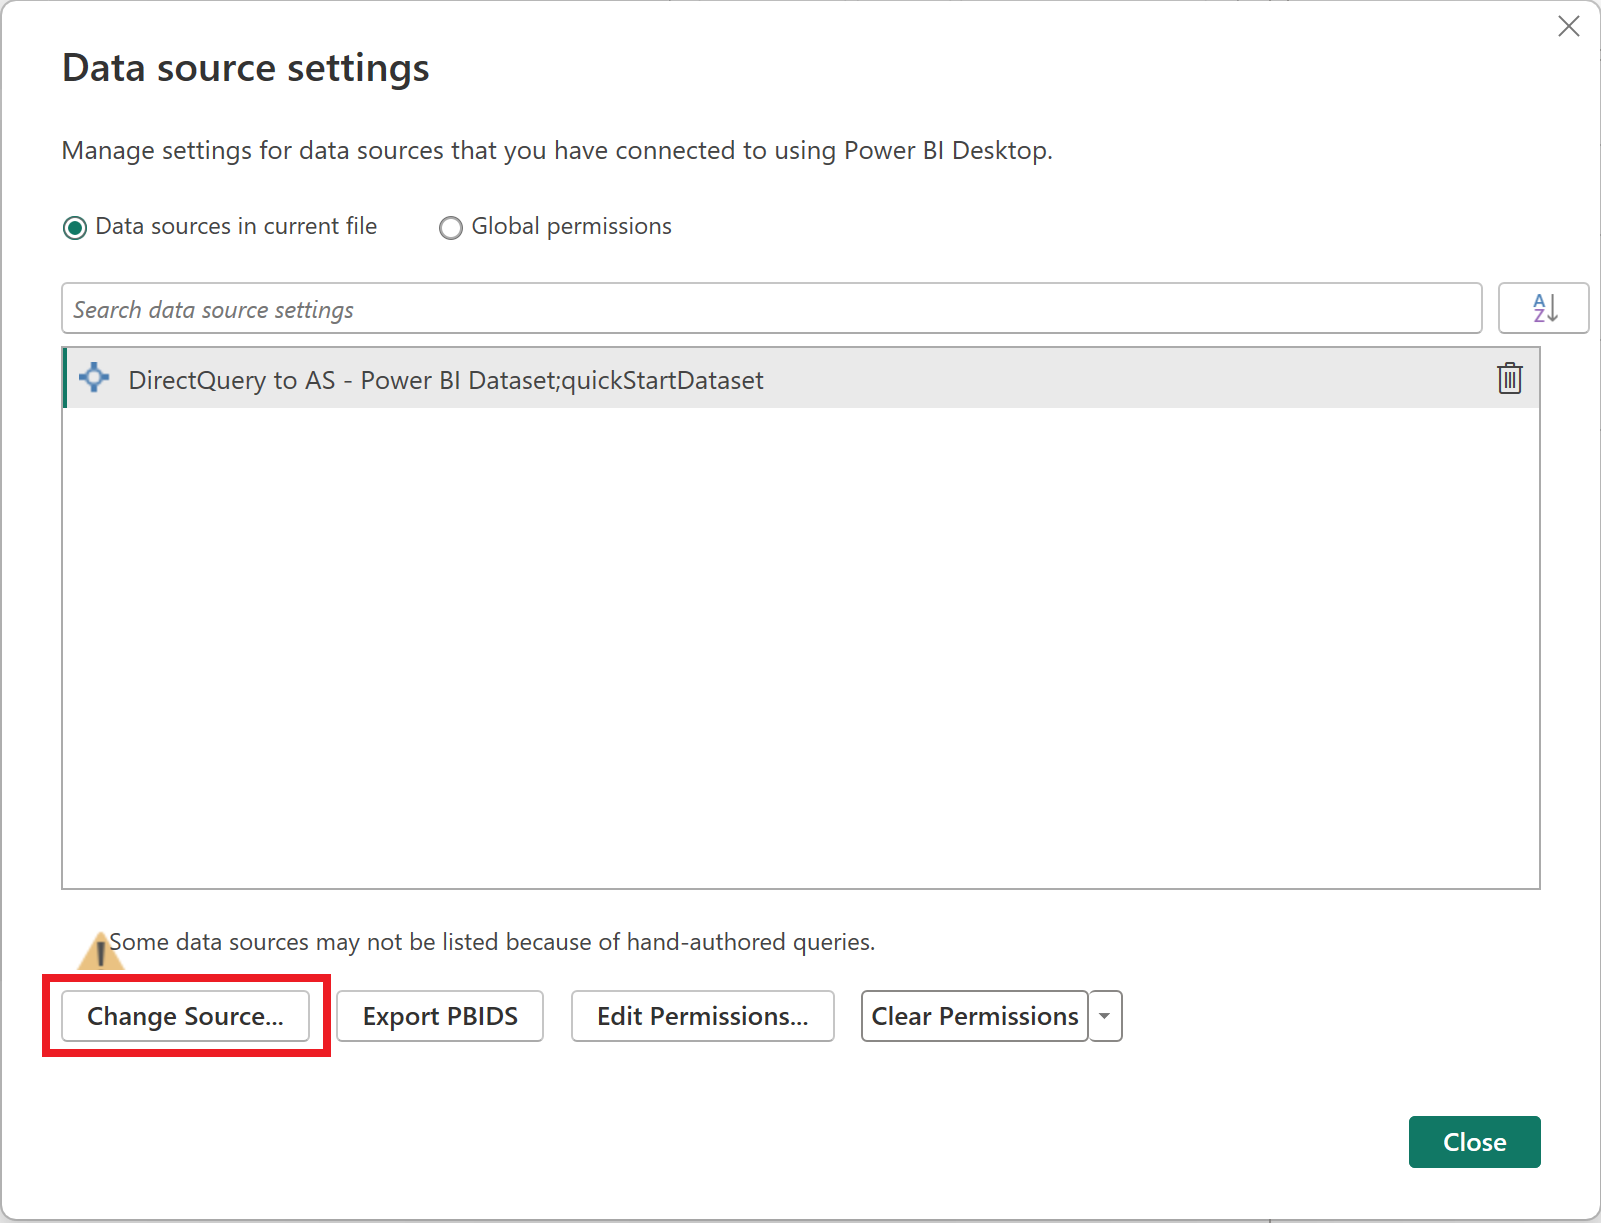 Data source settings
Manage settings for data sources that you have connected to using Power BI Desktop.
Data sources in current file
Global permissions
Search data source settings
A
Z
DirectQuery to AS - Power BI Dataset;quickStartDataset
Some data sources may not be listed because of hand-authored queries.
Change Source...
Export PBIDS
Edit Permissions...
Clear Permissions
Close